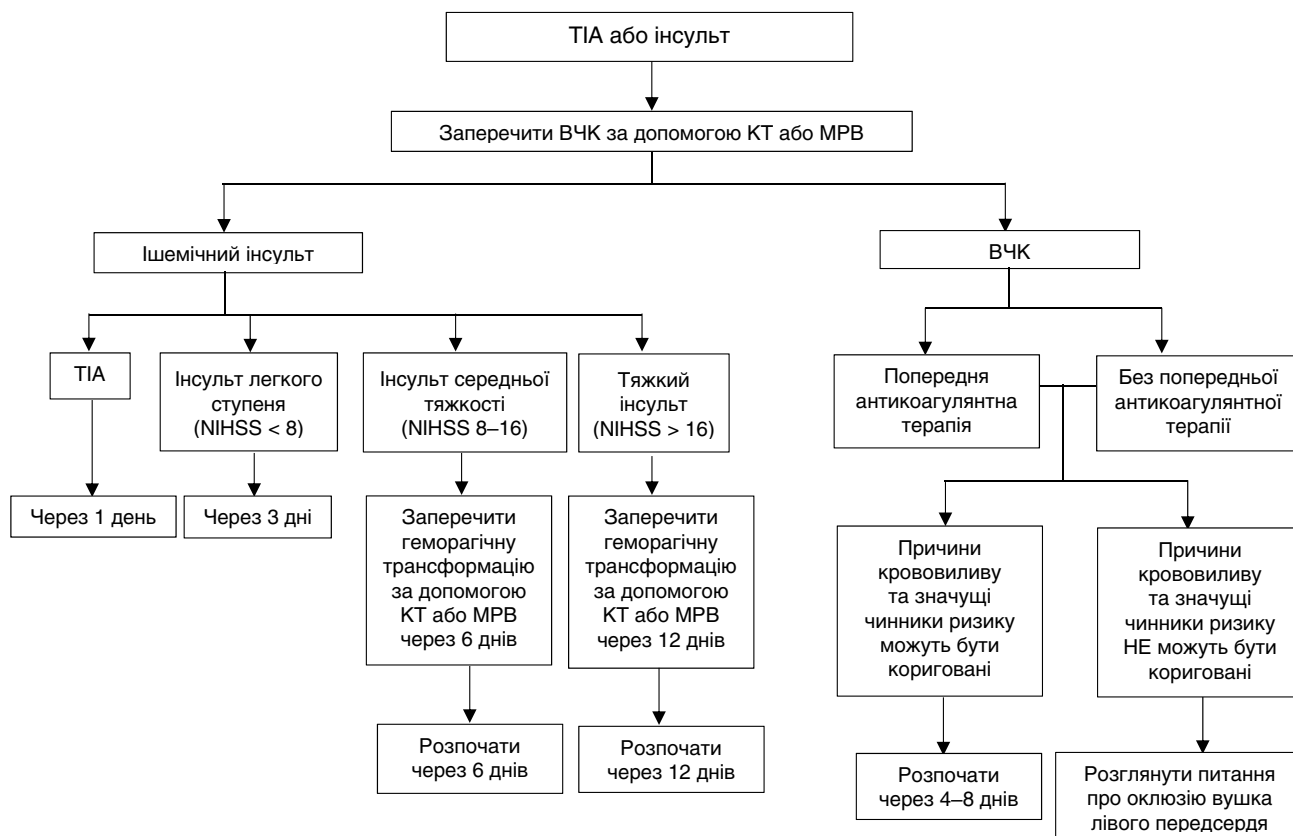 ТІА або інсульт
Заперечити ВЧК за допомогою КТ або МРВ
Ішемічний інсульт
ВЧК
ТІА
Інсульт легкого
ступеня
(NIHSS < 8)
Інсульт середньої
тяжкості
(NIHSS 8–16)
Тяжкий
інсульт
(NIHSS > 16)
Попередня
антикоагулянтна
терапія
Без попередньої
антикоагулянтної
терапії
Через 1 день
Через 3 дні
Заперечити
геморагічну
трансформацію
за допомогою
КТ або МРВ
через 6 днів
Заперечити
геморагічну
трансформацію
за допомогою
КТ або МРВ
через 12 днів
Причини
крововиливу
та значущі
чинники ризику
можуть бути
кориговані
Причини
крововиливу
та значущі
чинники ризику
НЕ можуть бути
кориговані
Розпочати
через 6 днів
Розпочати
через 12 днів
Розпочати
через 4–8 днів
Розглянути питання
про оклюзію вушка
лівого передсердя